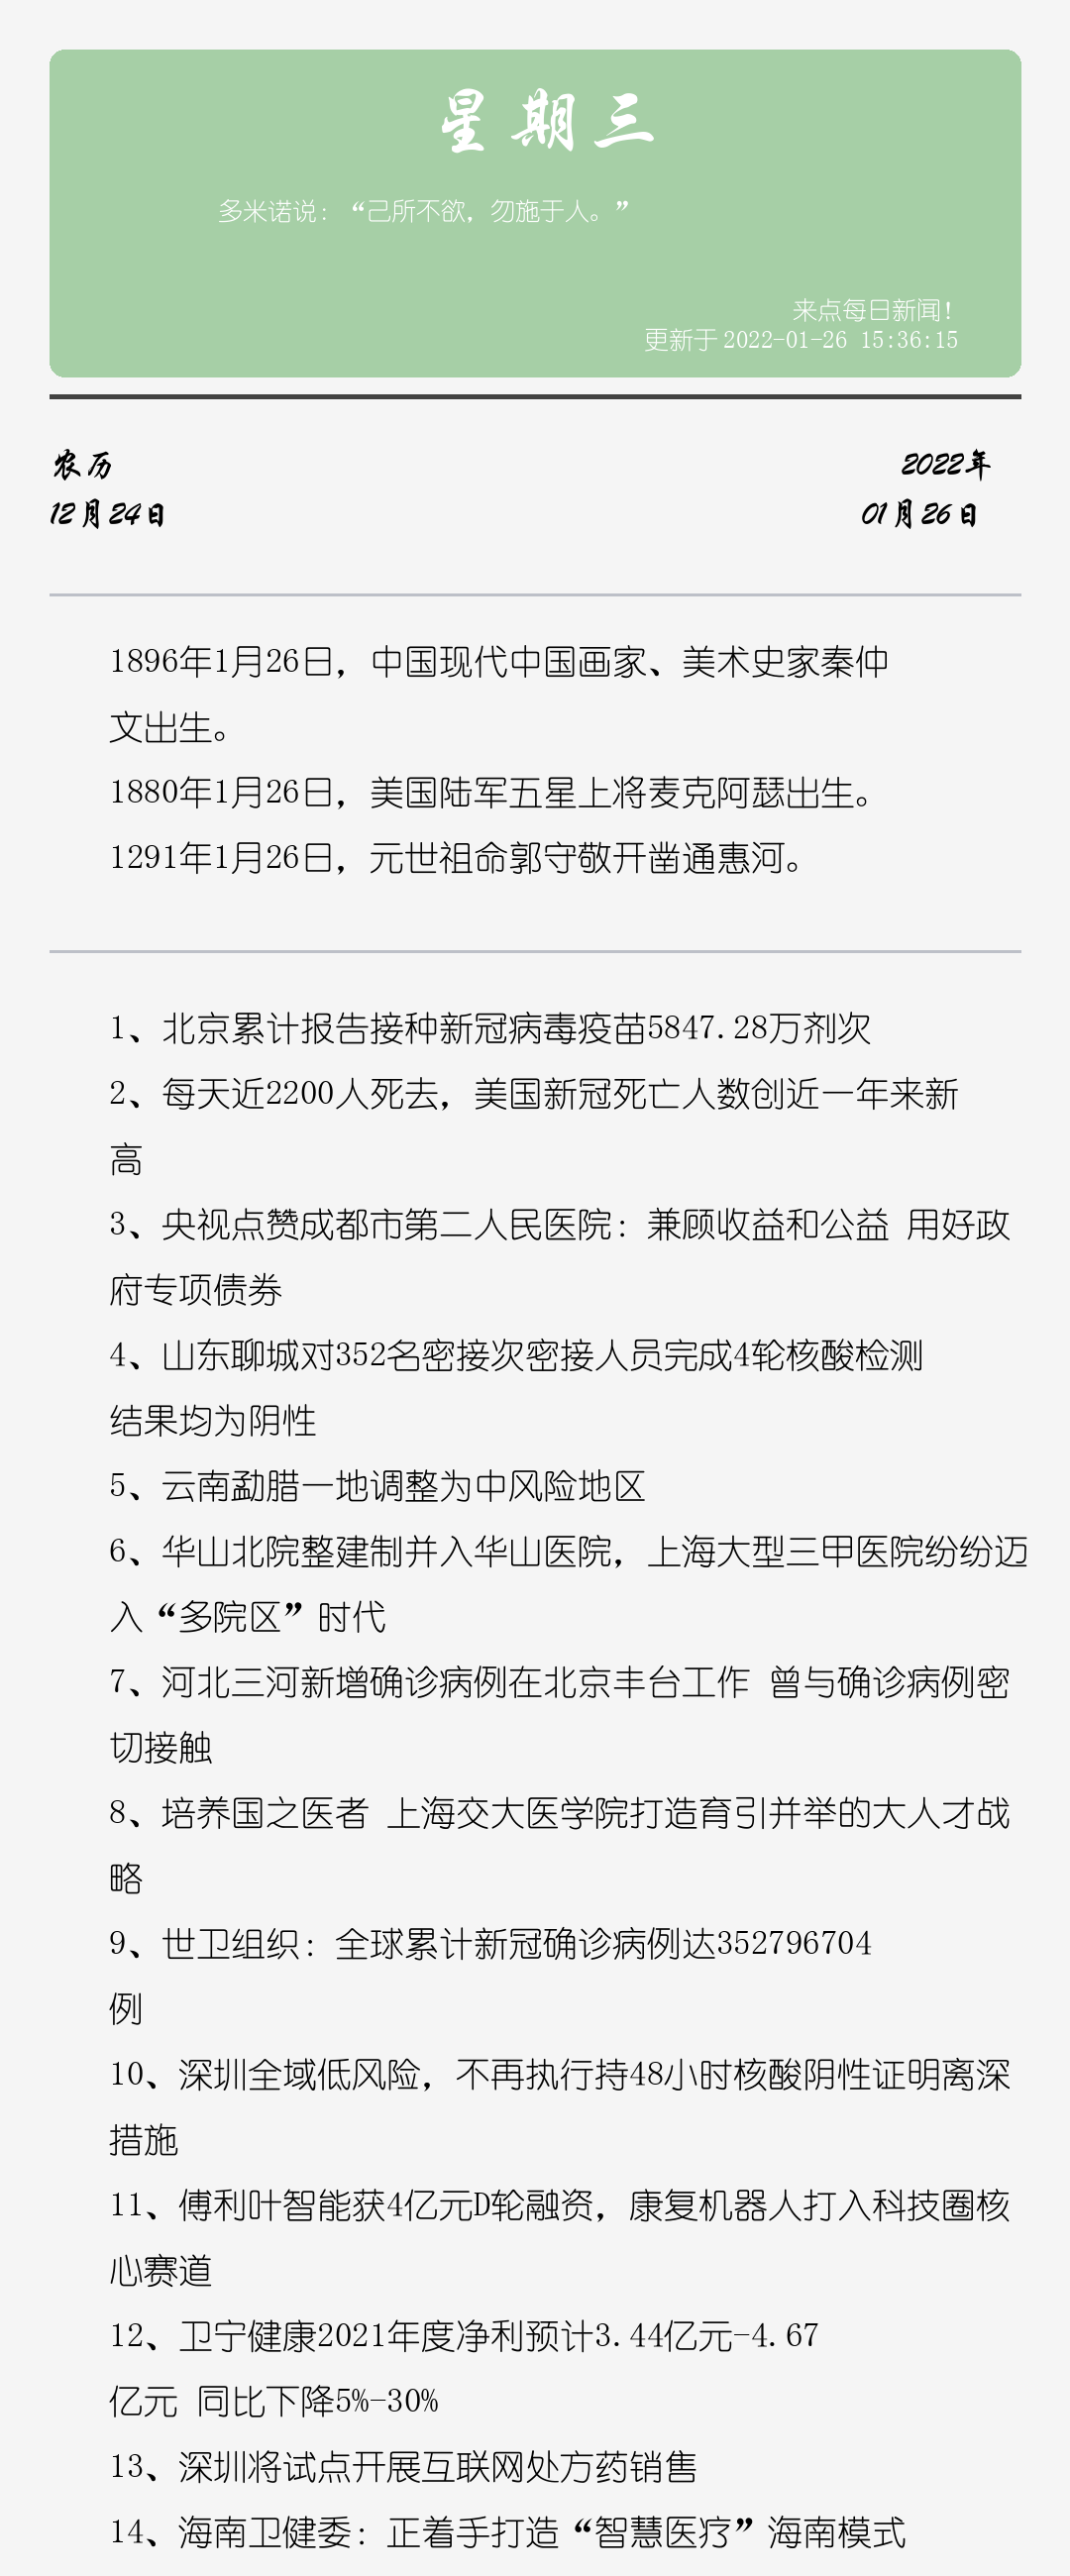 星期三
多米诺说：“己所不欲，勿施于人。”
来点每日新闻！
更新于 2022-01-26 15:36:15
农历
2022年
12月24日
01月26日
1896年1月26日，中国现代中国画家、美术史家秦仲
文出生。
1880年1月26日，美国陆军五星上将麦克阿瑟出生。
1291年1月26日，元世祖命郭守敬开凿通惠河。
1、北京累计报告接种新冠病毒疫苗5847.28万剂次
2、每天近2200人死去，美国新冠死亡人数创近一年来新
高
3、央视点赞成都市第二人民医院：兼顾收益和公益 用好政
府专项债券
4、山东聊城对352名密接次密接人员完成4轮核酸检测
结果均为阴性
5、云南勐腊一地调整为中风险地区
6、华山北院整建制并入华山医院，上海大型三甲医院纷纷迈
入“多院区”时代
7、河北三河新增确诊病例在北京丰台工作 曾与确诊病例密
切接触
8、培养国之医者 上海交大医学院打造育引并举的大人才战
略
9、世卫组织：全球累计新冠确诊病例达352796704
例
10、深圳全域低风险，不再执行持48小时核酸阴性证明离深
措施
11、傅利叶智能获4亿元D轮融资，康复机器人打入科技圈核
心赛道
12、卫宁健康2021年度净利预计3.44亿元-4.67
亿元 同比下降5%-30%
13、深圳将试点开展互联网处方药销售
14、海南卫健委：正着手打造“智慧医疗”海南模式